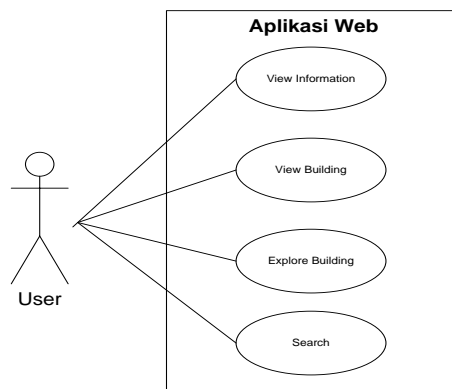 Aplikasi Web
View Information
View Building
Explore Building
Search
User